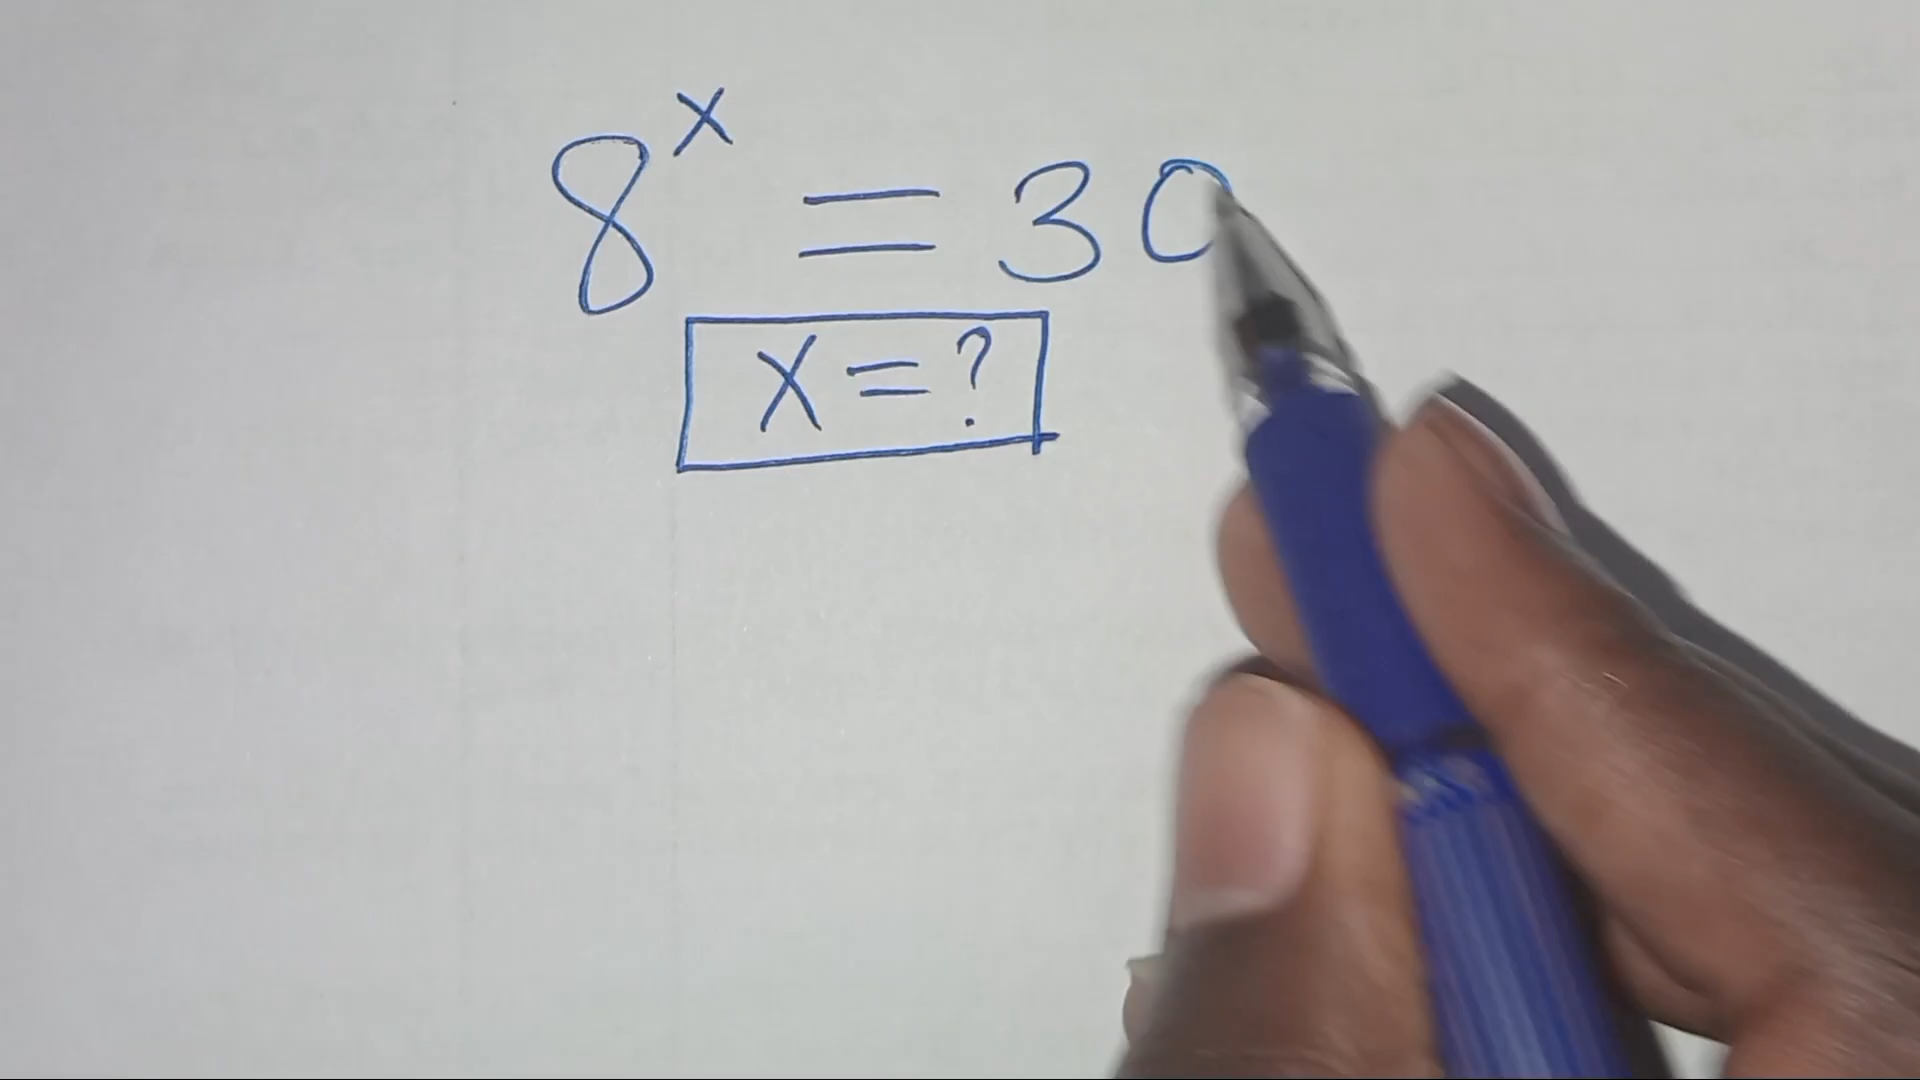 8^x = 30
x = ?